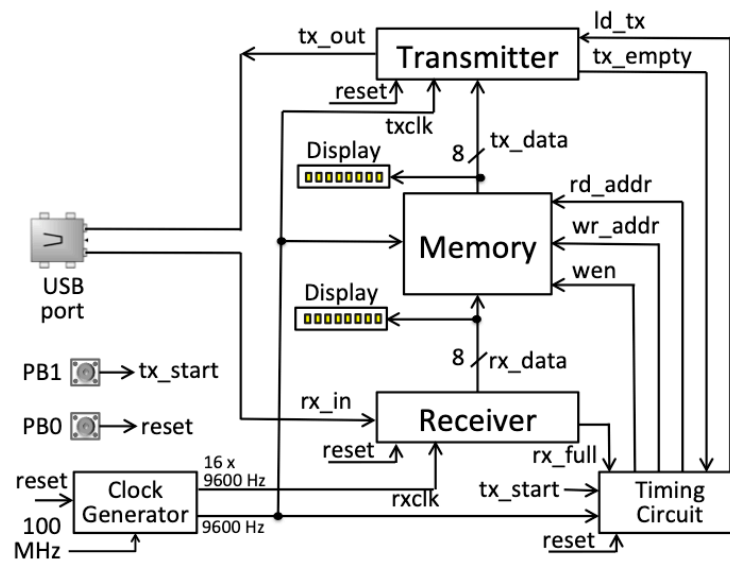 tx_out
ld_tx
Transmitter
tx_empty
reset
txclk
8
tx_data
Display
rd_addr
Memory
wr_addr
wen
USB
port
Display
8
rx_data
PB1
tx_start
rx_in
Receiver
PB0
reset
reset
rx_full
16 x
9600 Hz
rxclk
reset
Clock
Generator
tx_start
Timing
Circuit
100
MHz
9600 Hz
reset